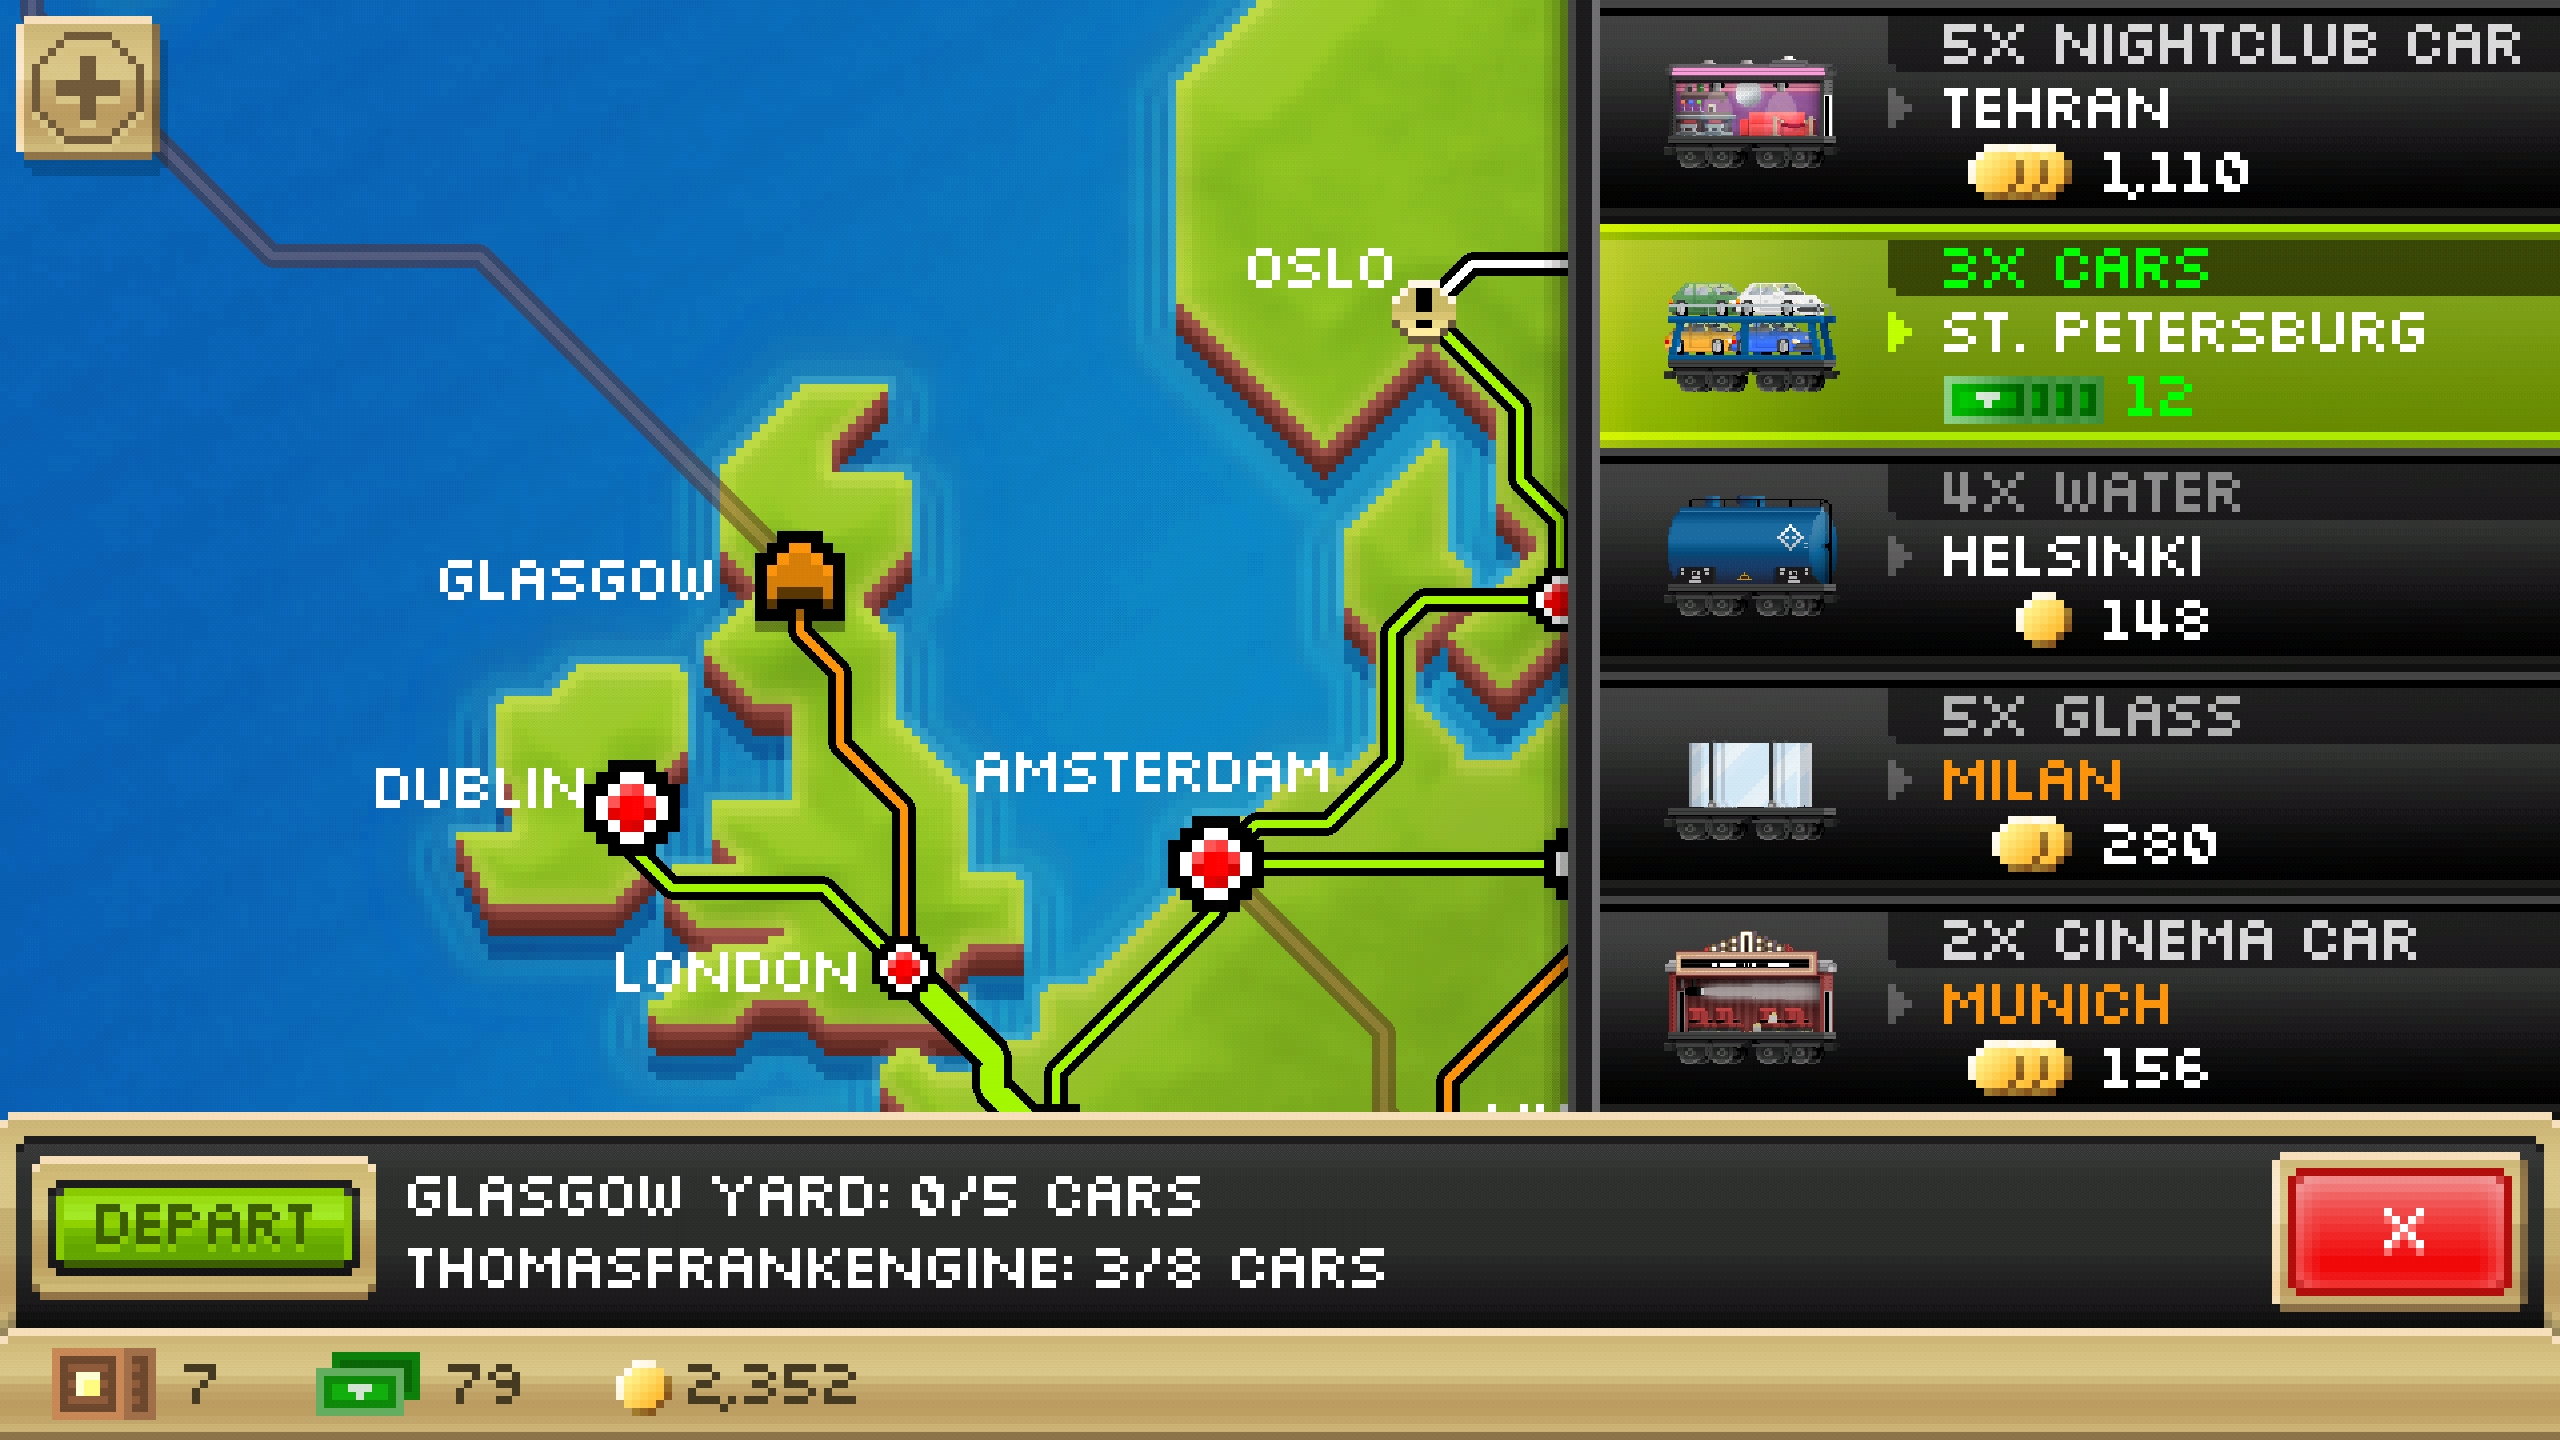 5X NIGHTCLUB CAR
TEHRAN
1,110
OSLO
3X CARS
ST. PETERSBURG
12
4X WATER
HELSINKI
148
GLASGOW
5X GLASS
MILAN
280
DUBLIN
AMSTERDAM
2X CINEMA CAR
MUNICH
156
LONDON
DEPART
GLASGOW YARD: 0/5 CARS
THOMASFRANKENGINE: 3/8 CARS
X
7
79
2,352